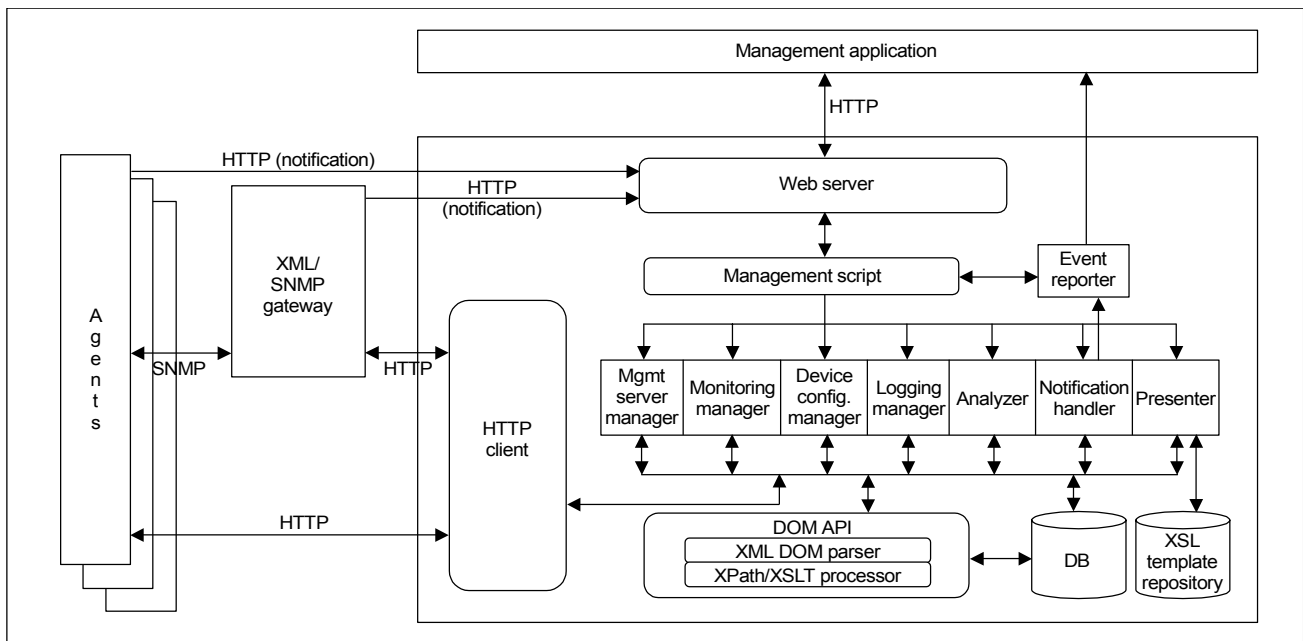 Management application
HTTP
HTTP (notification)
Web server
HTTP
(notification)
XML/
SNMP
gateway
Management script
Event
reporter
Agents
SNMP
HTTP
HTTP
client
Mgmt
server
manager
Monitoring
manager
Device
config.
manager
Logging
manager
Analyzer
Notification
handler
Presenter
HTTP
DOM API
XML DOM parser
XPath/XSLT processor
DB
XSL
template
repository